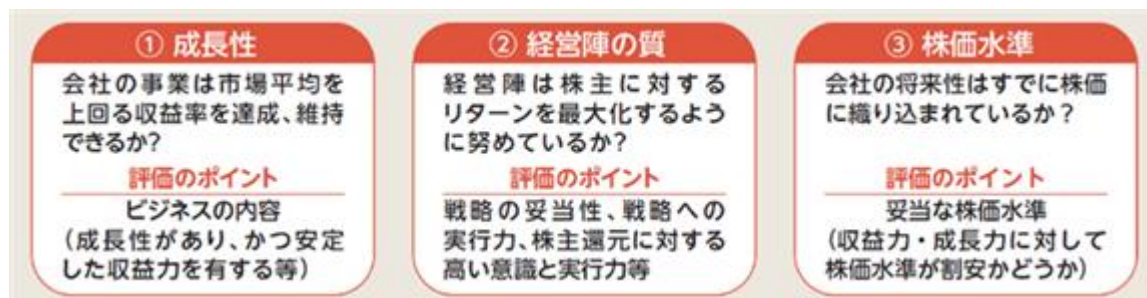 ① 成長性
会社の事業は市場平均を
上回る収益率を達成、維持
できるか?
評価のポイント
ビジネスの内容
(成長性があり、かつ安定
した収益力を有する等)
② 経営陣の質
経営陣は株主に対する
リターンを最大化するよう
に努めているか?
評価のポイント
戦略の妥当性、戦略への
実行力、株主還元に対する
高い意識と実行力等
③ 株価水準
会社の将来性はすでに株価
に織り込まれているか?
評価のポイント
妥当な株価水準
(収益力・成長力に対して
株価水準が割安かどうか)